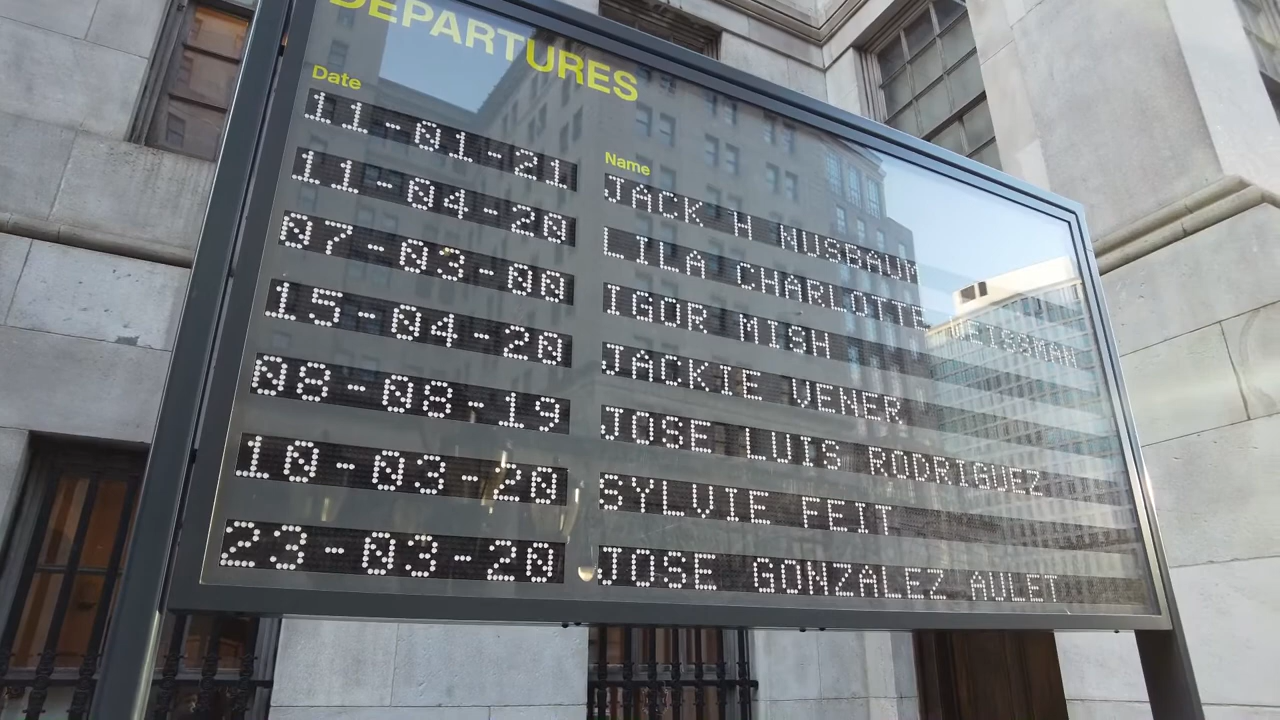 DEPARTURES
Date Name
11-01-21 JACK H NUSBAUM
11-04-20 LILA CHARLOTTE WEISSMAN
07-03-00 IGOR MISH
15-04-20 JACKIE VENER
08-08-19 JOSE LUIS RODRIGUEZ
10-03-20 SYLVIE FEIT
23-03-20 JOSE GONZALEZ AULET